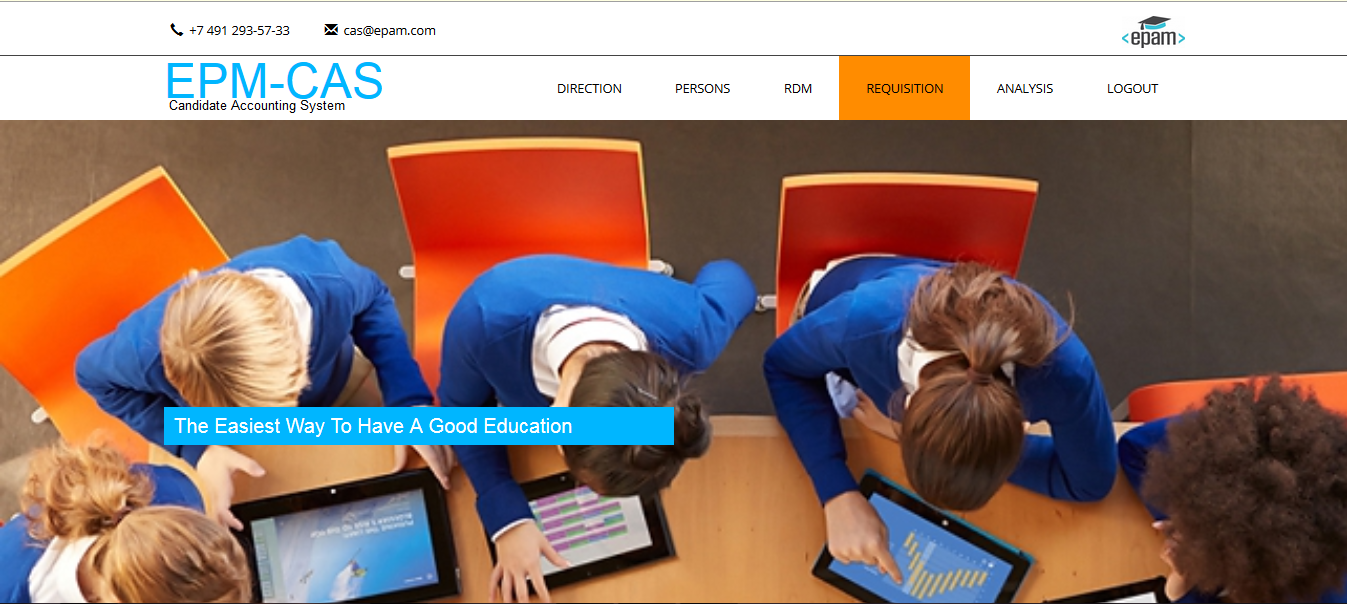 +7 491 293-57-33 cas@epam.com <epam>
EPM-CAS
Candidate Accounting System
DIRECTION PERSONS RDM REQUISITION ANALYSIS LOGOUT
The Easiest Way To Have A Good Education